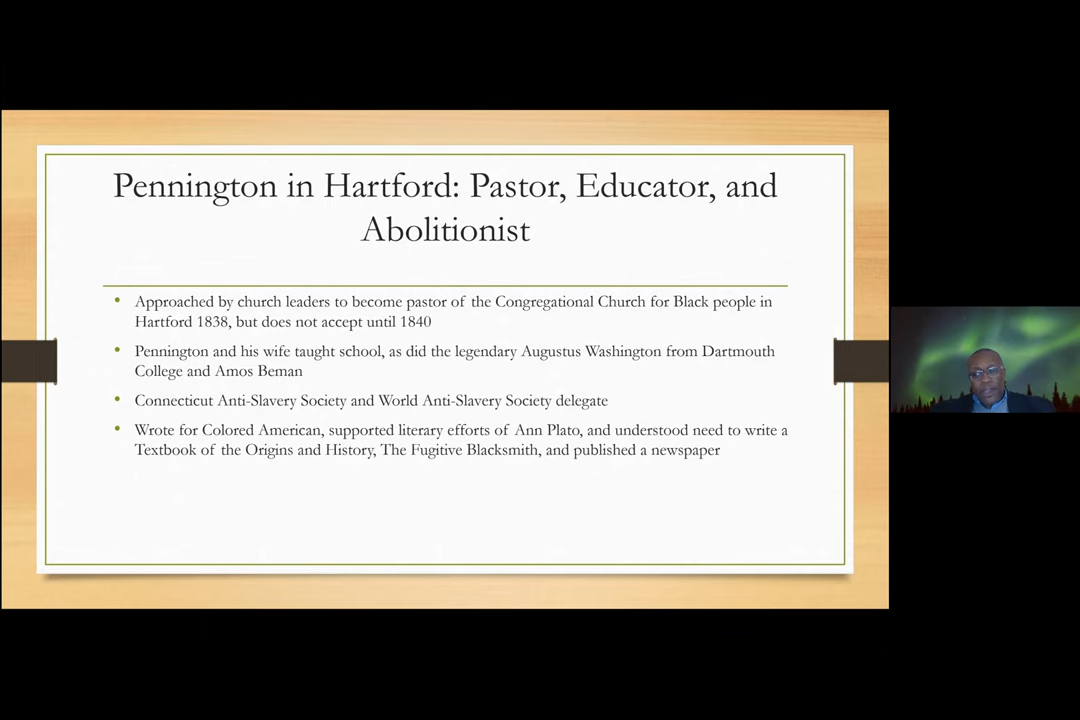 Pennington in Hartford: Pastor, Educator, and
Abolitionist
• Approached by church leaders to become pastor of the Congregational Church for Black people in
Hartford 1838, but does not accept until 1840
• Pennington and his wife taught school, as did the legendary Augustus Washington from Dartmouth
College and Amos Beman
• Connecticut Anti-Slavery Society and World Anti-Slavery Society delegate
• Wrote for Colored American, supported literary efforts of Ann Plato, and understood need to write a
Textbook of the Origins and History, The Fugitive Blacksmith, and published a newspaper